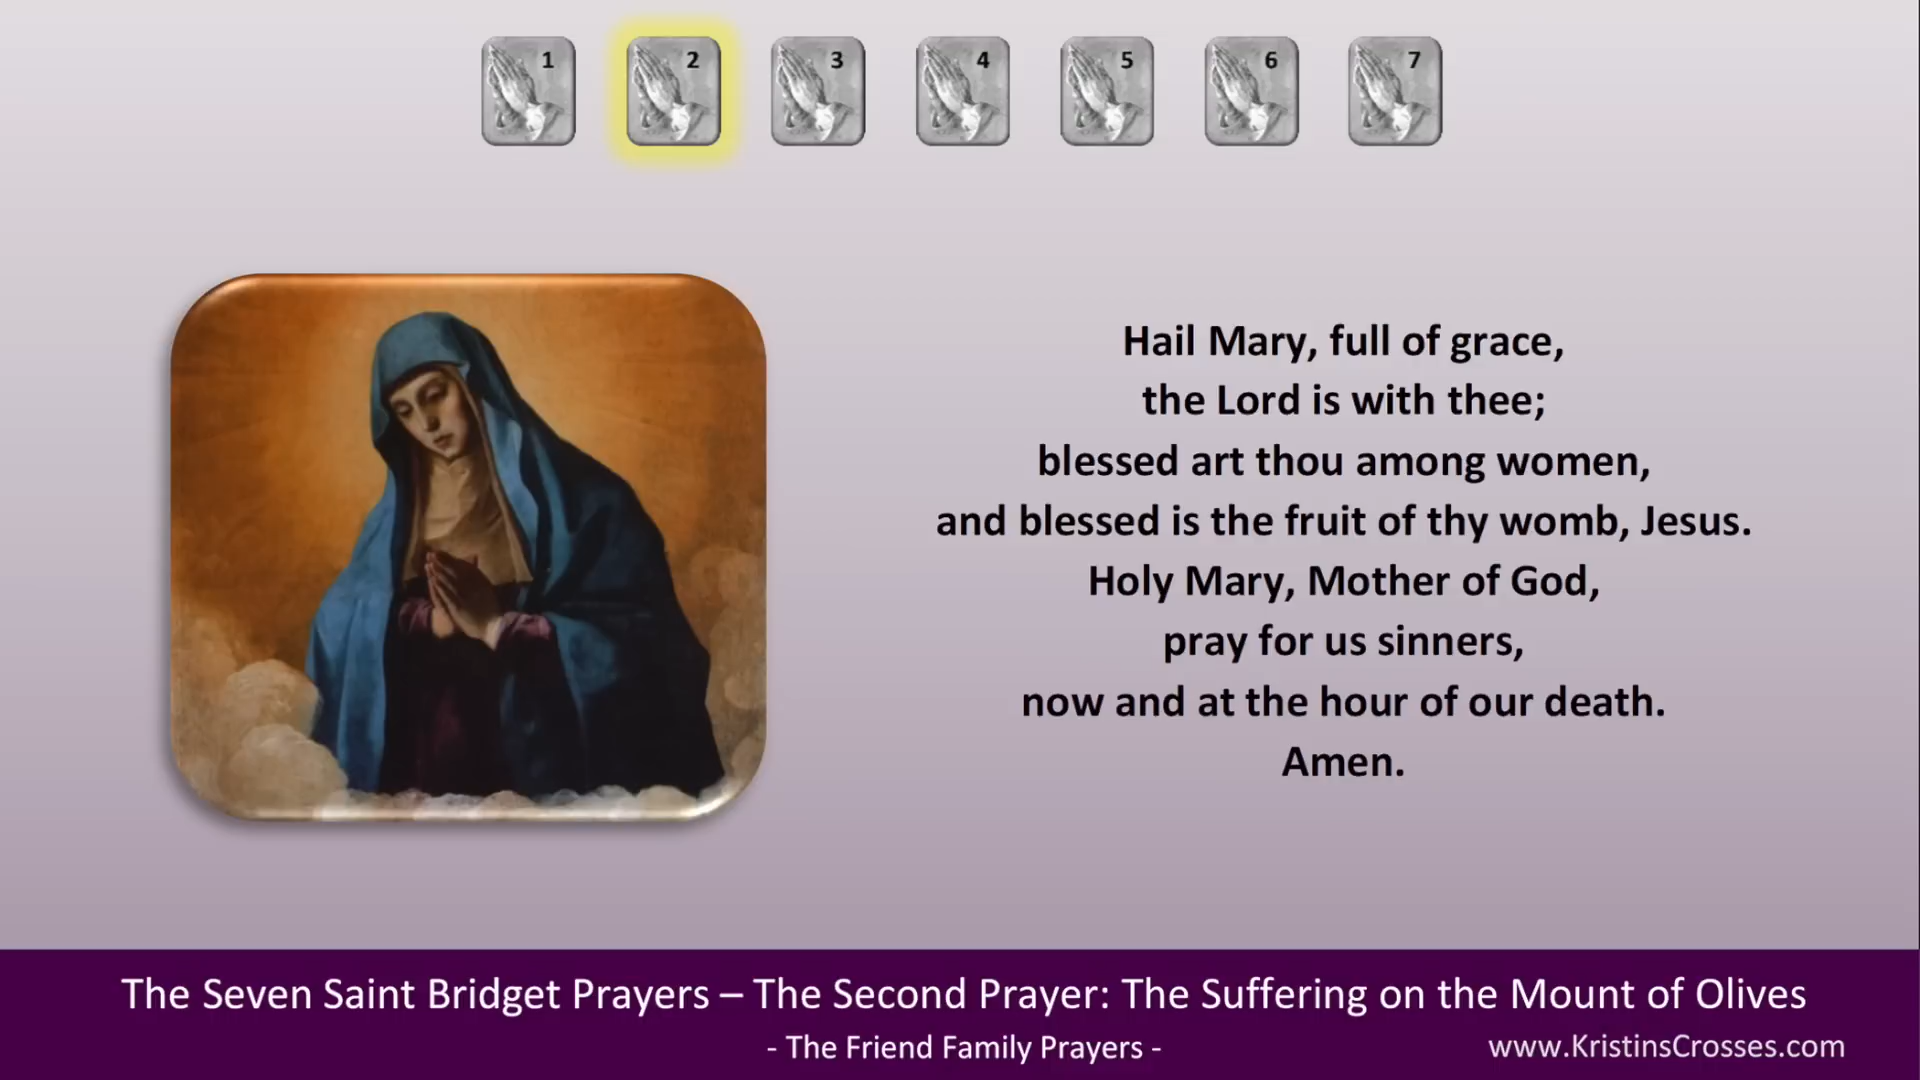 1 2 3 4 5 6 7
Hail Mary, full of grace,
the Lord is with thee;
blessed art thou among women,
and blessed is the fruit of thy womb, Jesus.
Holy Mary, Mother of God,
pray for us sinners,
now and at the hour of our death.
Amen.
The Seven Saint Bridget Prayers – The Second Prayer: The Suffering on the Mount of Olives
- The Friend Family Prayers -
www.KristinsCrosses.com